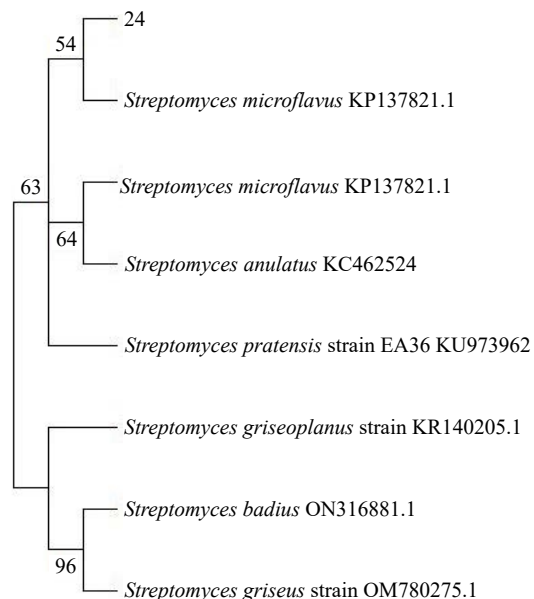 24
54
Streptomyces microflavus KP137821.1
Streptomyces microflavus KP137821.1
63
64
Streptomyces anulatus KC462524
Streptomyces pratensis strain EA36 KU973962
Streptomyces griseoplanus strain KR140205.1
Streptomyces badius ON316881.1
96
Streptomyces griseus strain OM780275.1